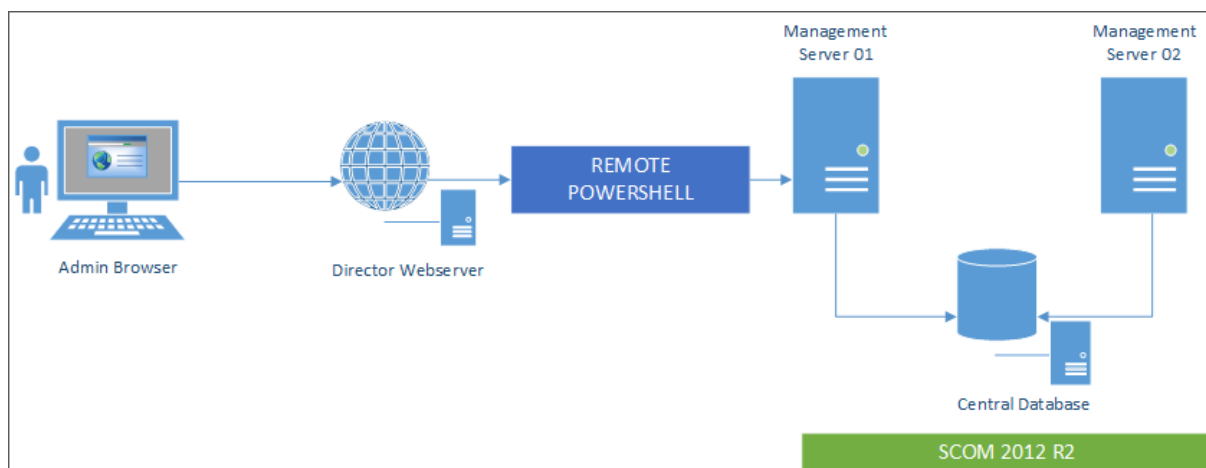 Management
Server 01
Management
Server 02
REMOTE
POWERSHELL
Admin Browser
Director Webserver
Central Database
SCOM 2012 R2